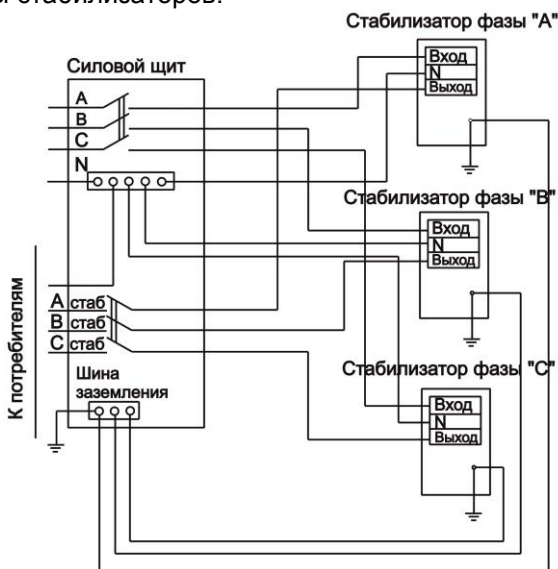 стабилизаторов.
Стабилизатор фазы "А"
Силовой щит
Вход
N
Выход
A
B
C
N
Стабилизатор фазы "В"
Вход
N
Выход
К потребителям
А стаб
В стаб
С стаб
Стабилизатор фазы "С"
Шина
заземления
Вход
N
Выход